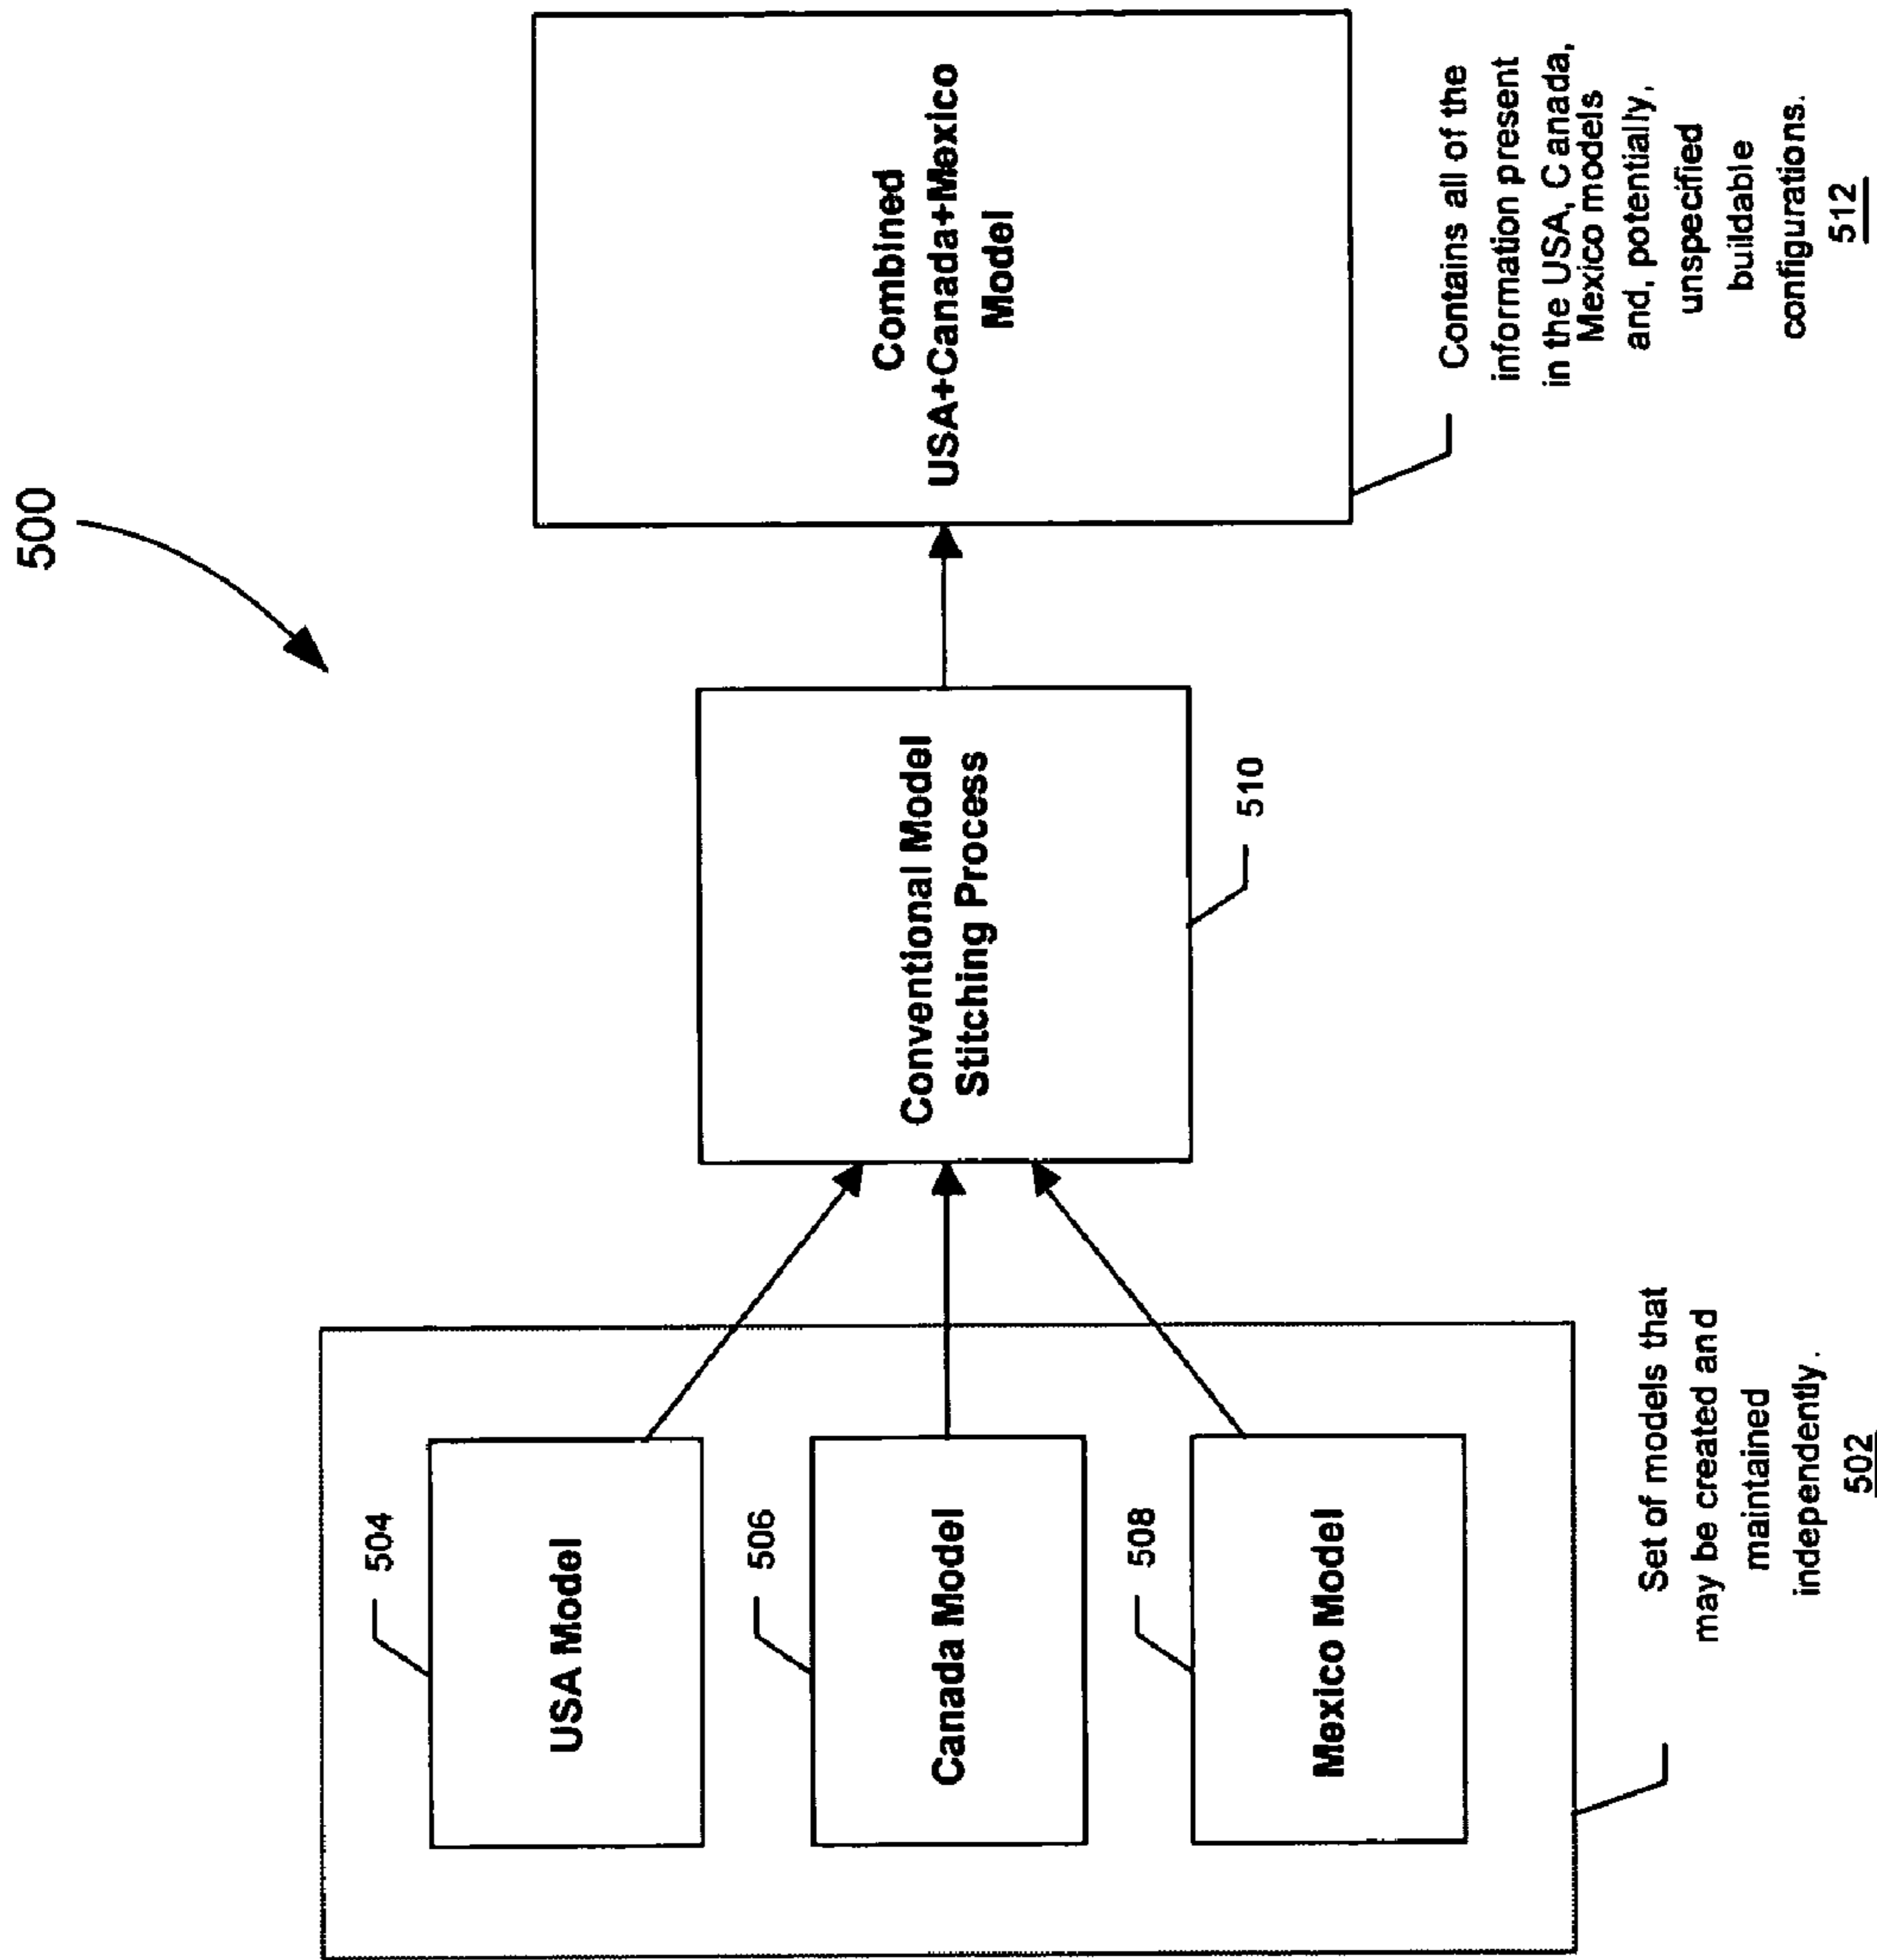 500
504
USA Model
506
Canada Model
508
Mexico Model
Set of models that
may be created and
maintained
independently.
502
Conventional Model
Stitching Process
510
Combined
USA+Canada+Mexico
Model
Contains all of the
information present
in the USA, Canada,
Mexico models
and, potentially,
unspecified
buildable
configurations.
512